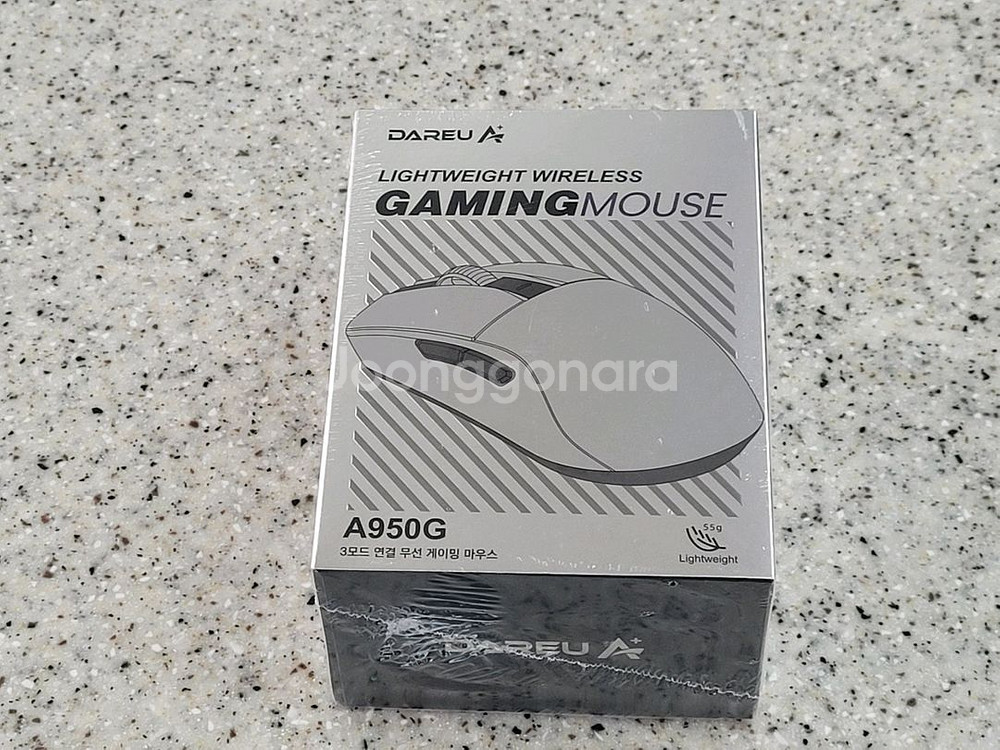 DAREU A+
LIGHTWEIGHT WIRELESS
GAMINGMOUSE
Joonggonara
A950G
3모드 연결 무선 게이밍 마우스
55g
Lightweight
DAREU A+